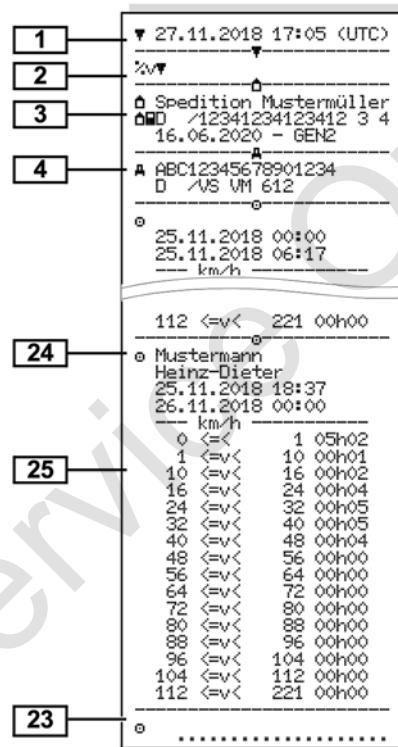 1 ▼ 27.11.2018 17:05 (UTC)
2 %v▼
Spedition Mustermüller
3 D /12341234123412 3 4
16.06.2020 - GEN2
4 A ABC12345678901234
D /VS VM 612
25.11.2018 00:00
25.11.2018 06:17
--- km/h ---
112 <=v< 221 00h00
24 Mustermann
Heinz-Dieter
25.11.2018 18:37
26.11.2018 00:00
--- km/h ---
0 <=< 1 05h02
1 <=v< 10 00h01
25 10 <=v< 16 00h02
16 <=v< 24 00h04
24 <=v< 32 00h05
32 <=v< 40 00h05
40 <=v< 48 00h04
48 <=v< 56 00h00
56 <=v< 64 00h00
64 <=v< 72 00h00
72 <=v< 80 00h00
80 <=v< 88 00h00
88 <=v< 96 00h00
96 <=v< 104 00h00
104 <=v< 112 00h00
112 <=v< 221 00h00
23 ....................
ervice O